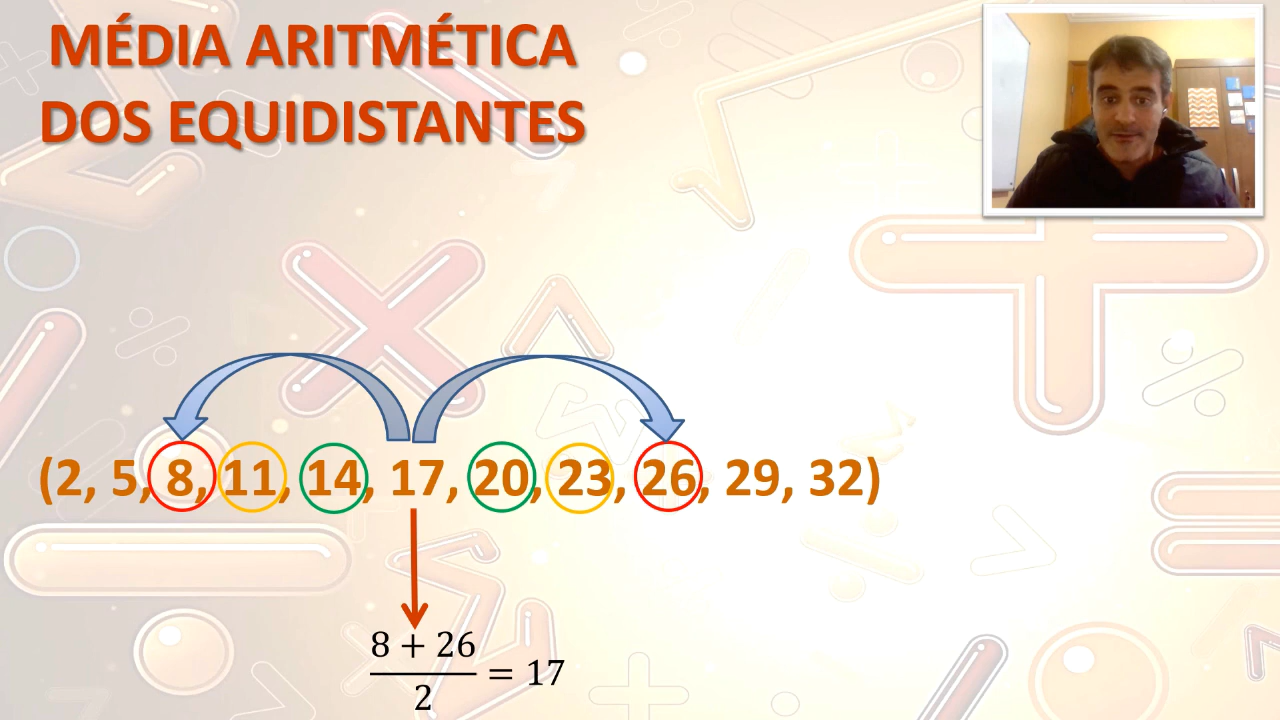 MÉDIA ARITMÉTICA
DOS EQUIDISTANTES
(2, 5, 8, 11, 14, 17, 20, 23, 26, 29, 32)
8 + 26
2
= 17